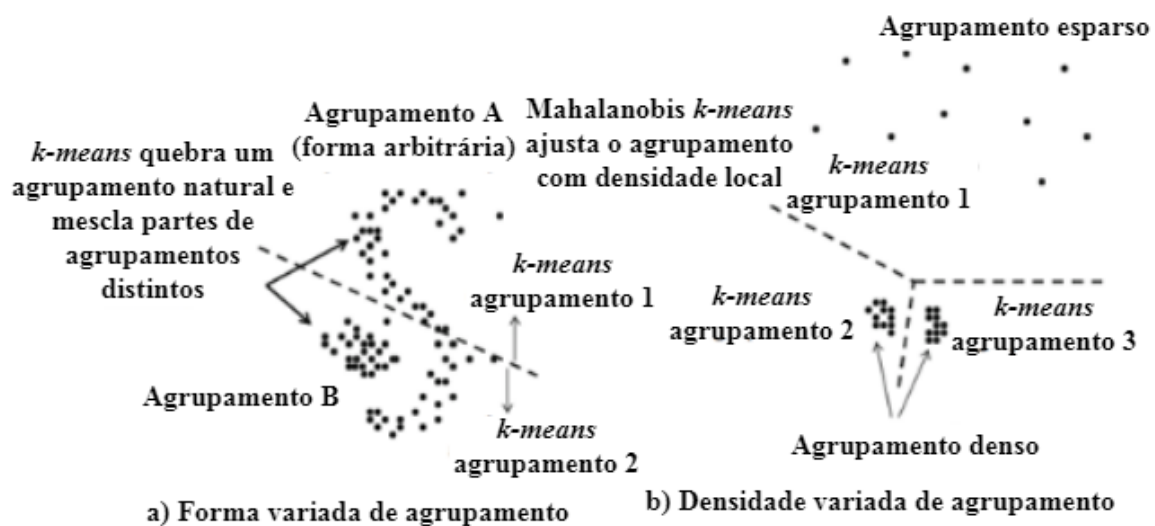 k-means quebra um
agrupamento natural e
mescla partes de
agrupamentos
distintos
Agrupamento A
(forma arbitrária)
k-means
agrupamento 1
Agrupamento B
k-means
agrupamento 2
a) Forma variada de agrupamento
Agrupamento esparso
Mahalanobis k-means
ajusta o agrupamento
com densidade local
k-means
agrupamento 1
k-means
agrupamento 2
k-means
agrupamento 3
Agrupamento denso
b) Densidade variada de agrupamento